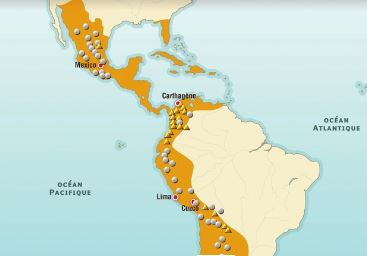 Mexico
Carthagène
OCÉAN
ATLANTIQUE
OCÉAN
PACIFIQUE
Lima
Cuzco